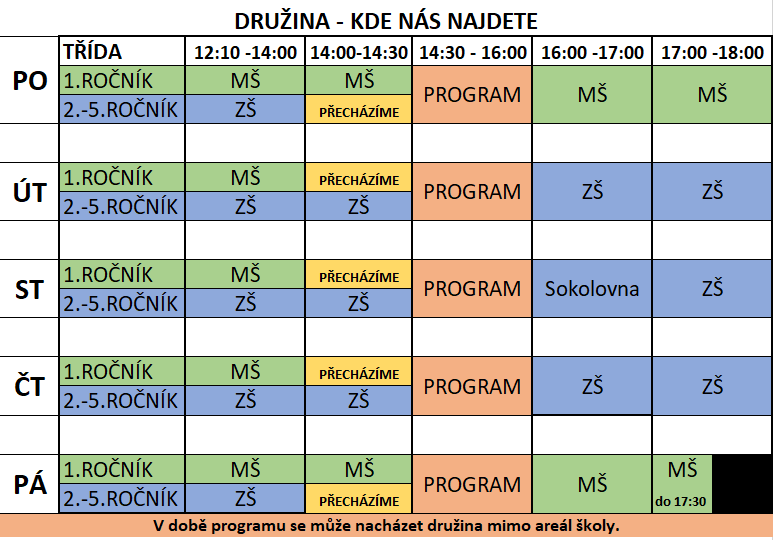 DRUŽINA - KDE NÁS NAJDETE
TŘÍDA 12:10 -14:00 14:00-14:30 14:30 - 16:00 16:00 -17:00 17:00 -18:00
PO
1.ROČNÍK MŠ MŠ PROGRAM MŠ MŠ
2.-5.ROČNÍK ZŠ PŘECHÁZÍME
ÚT
1.ROČNÍK MŠ PŘECHÁZÍME PROGRAM ZŠ ZŠ
2.-5.ROČNÍK ZŠ ZŠ
ST
1.ROČNÍK MŠ PŘECHÁZÍME PROGRAM Sokolovna ZŠ
2.-5.ROČNÍK ZŠ ZŠ
ČT
1.ROČNÍK MŠ PŘECHÁZÍME PROGRAM ZŠ ZŠ
2.-5.ROČNÍK ZŠ ZŠ
PÁ
1.ROČNÍK MŠ MŠ PROGRAM MŠ MŠ
2.-5.ROČNÍK ZŠ PŘECHÁZÍME do 17:30
V době programu se může nacházet družina mimo areál školy.